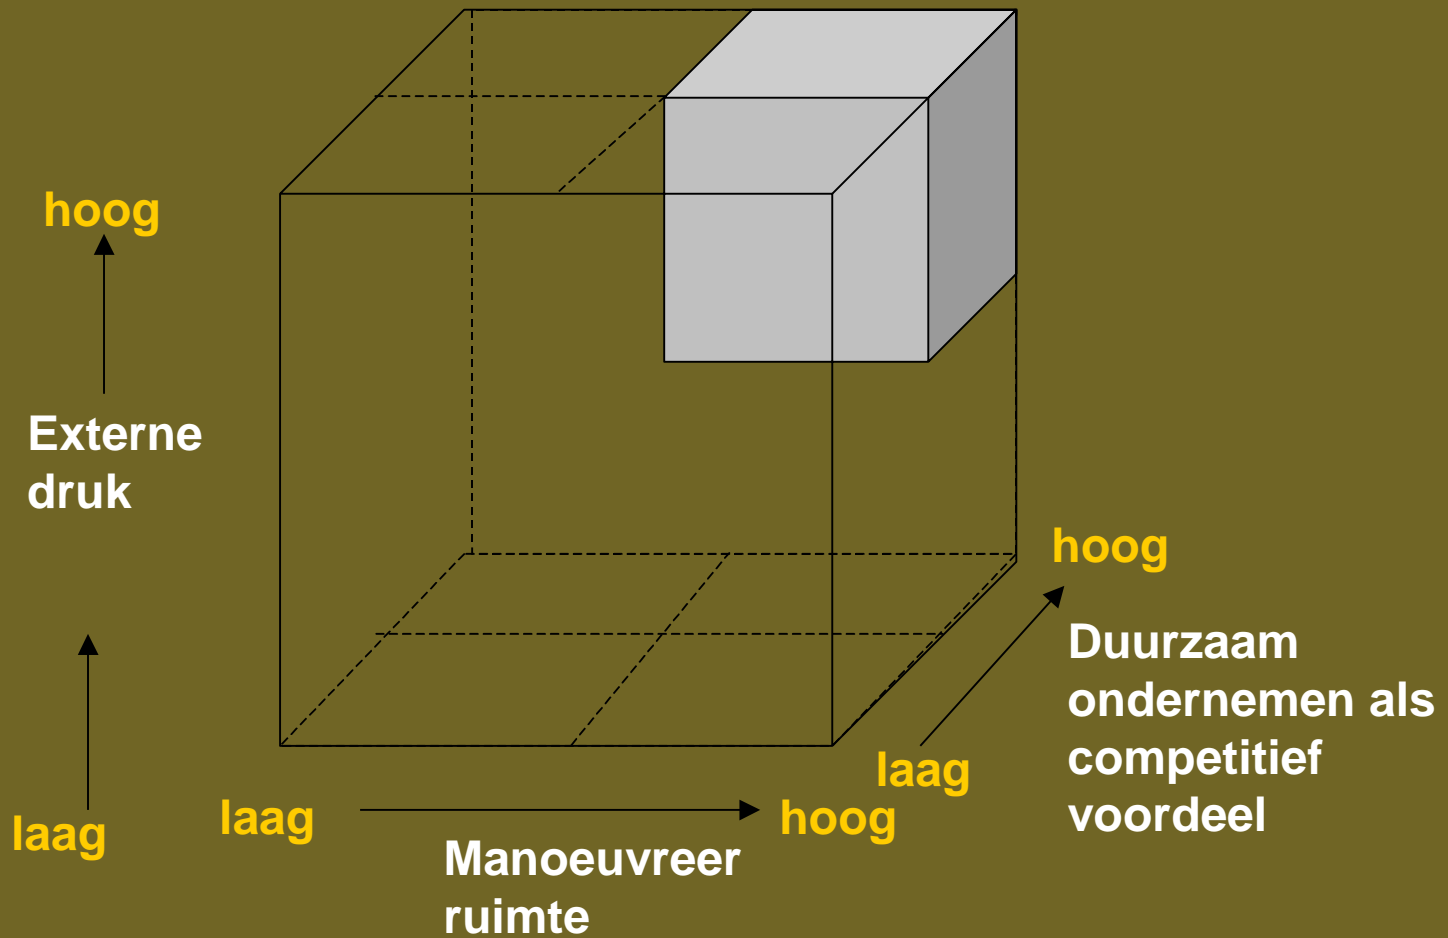 hoog
Externe
druk
laag
laag
hoog
Manoeuvreer
ruimte
laag
hoog
Duurzaam
ondernemen als
competitief
voordeel